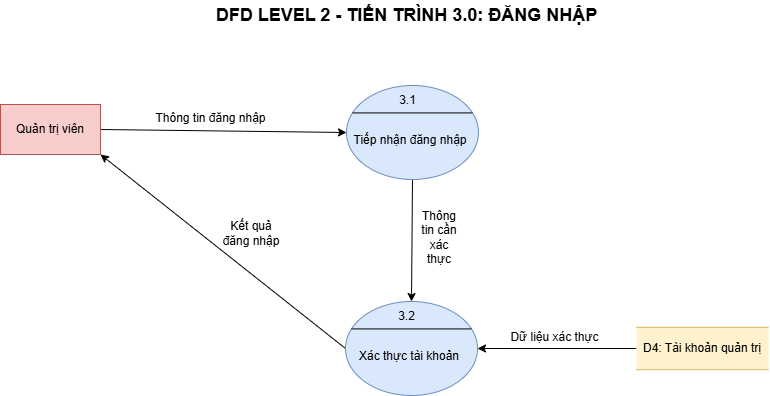 DFD LEVEL 2 - TIẾN TRÌNH 3.0: ĐĂNG NHẬP
3.1
Thông tin đăng nhập
Quản trị viên
Tiếp nhận đăng nhập
Thông
tin cần
xác
thực
Kết quả
đăng nhập
3.2
Dữ liệu xác thực
D4: Tài khoản quản trị
Xác thực tài khoản